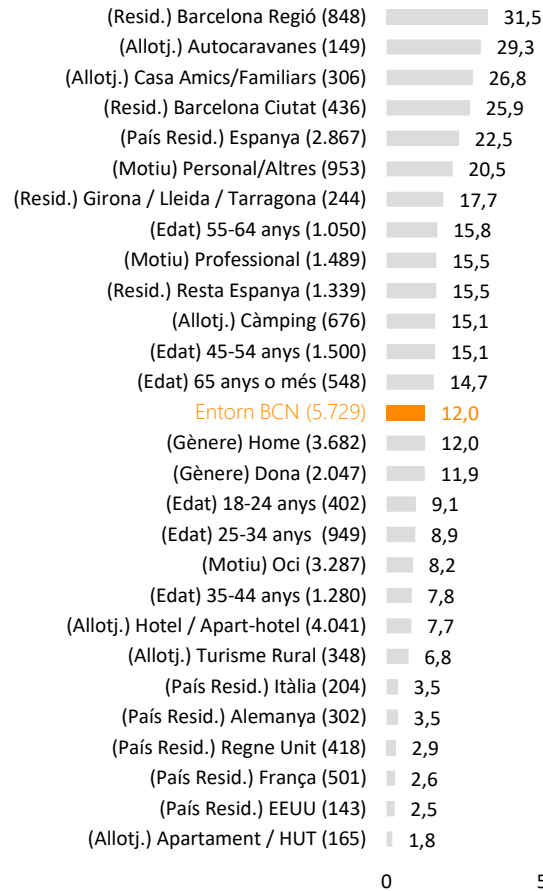 (Resid.) Barcelona Regió (848) 31,5
(Allotj.) Autocaravanes (149) 29,3
(Allotj.) Casa Amics/Familiars (306) 26,8
(Resid.) Barcelona Ciutat (436) 25,9
(País Resid.) Espanya (2.867) 22,5
(Motiu) Personal/Altres (953) 20,5
(Resid.) Girona / Lleida / Tarragona (244) 17,7
(Edat) 55-64 anys (1.050) 15,8
(Motiu) Professional (1.489) 15,5
(Resid.) Resta Espanya (1.339) 15,5
(Allotj.) Càmping (676) 15,1
(Edat) 45-54 anys (1.500) 15,1
(Edat) 65 anys o més (548) 14,7
Entorn BCN (5.729) 12,0
(Gènere) Home (3.682) 12,0
(Gènere) Dona (2.047) 11,9
(Edat) 18-24 anys (402) 9,1
(Edat) 25-34 anys (949) 8,9
(Motiu) Oci (3.287) 8,2
(Edat) 35-44 anys (1.280) 7,8
(Allotj.) Hotel / Apart-hotel (4.041) 7,7
(Allotj.) Turisme Rural (348) 6,8
(País Resid.) Itàlia (204) 3,5
(País Resid.) Alemanya (302) 3,5
(País Resid.) Regne Unit (418) 2,9
(País Resid.) França (501) 2,6
(País Resid.) EEUU (143) 2,5
(Allotj.) Apartament / HUT (165) 1,8
0